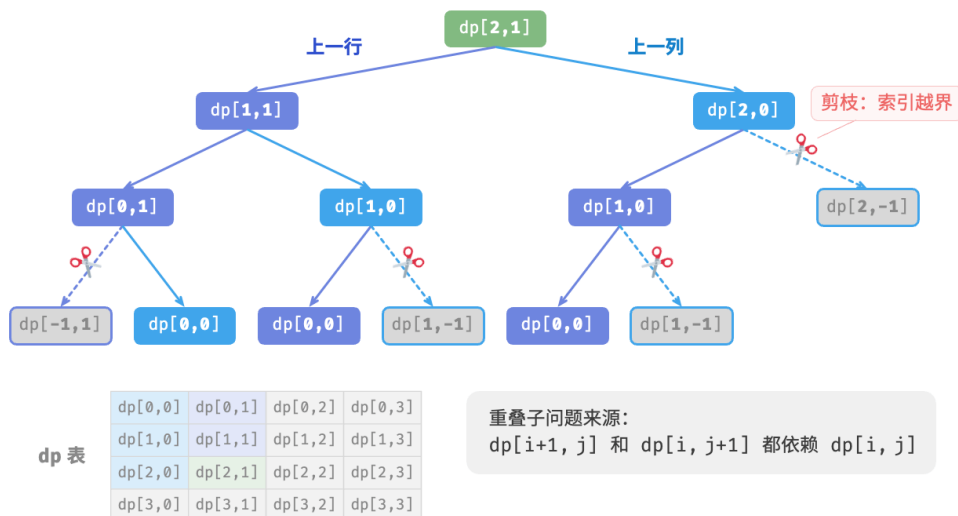 dp[2,1]
上一行
上一列
dp[1,1]
dp[2,0]
剪枝：索引越界
dp[0,1]
dp[1,0]
dp[1,0]
dp[2,-1]
dp[-1,1]
dp[0,0]
dp[0,0]
dp[1,-1]
dp[0,0]
dp[1,-1]
dp 表
dp[0,0] dp[0,1] dp[0,2] dp[0,3]
dp[1,0] dp[1,1] dp[1,2] dp[1,3]
dp[2,0] dp[2,1] dp[2,2] dp[2,3]
dp[3,0] dp[3,1] dp[3,2] dp[3,3]
重叠子问题来源：
dp[i+1,j] 和 dp[i,j+1] 都依赖 dp[i,j]